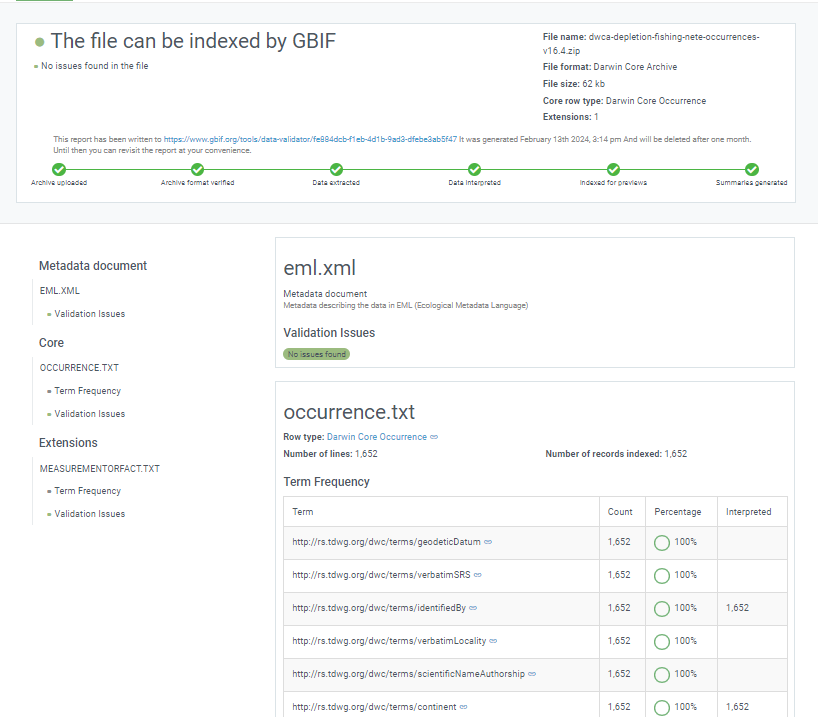 The file can be indexed by GBIF
No issues found in the file
File name: dwca-depletion-fishing-nete-occurrences-
v16.4.zip
File format: Darwin Core Archive
File size: 62 kb
Core row type: Darwin Core Occurrence
Extensions: 1
This report has been written to https://www.gbif.org/tools/data-validator/fe884dcb-f1eb-4d1b-9ad3-dfebe3ab5f47 It was generated February 13th 2024, 3:14 pm And will be deleted after one month.
Until then you can revisit the report at your convenience.
Archive uploaded
Archive format verified
Data extracted
Data interpreted
Indexed for previews
Summaries generated
Metadata document
EML.XML
Validation Issues
Core
OCCURRENCE.TXT
Term Frequency
Validation Issues
Extensions
MEASUREMENTORFACT.TXT
Term Frequency
Validation Issues
eml.xml
Metadata document
Metadata describing the data in EML (Ecological Metadata Language)
Validation Issues
No issues found
occurrence.txt
Row type: Darwin Core Occurrence
Number of lines: 1,652 Number of records indexed: 1,652
Term Frequency
Term Count Percentage Interpreted
http://rs.tdwg.org/dwc/terms/geodeticDatum 1,652 100%
http://rs.tdwg.org/dwc/terms/verbatimSRS 1,652 100%
http://rs.tdwg.org/dwc/terms/identifiedBy 1,652 100% 1,652
http://rs.tdwg.org/dwc/terms/verbatimLocality 1,652 100%
http://rs.tdwg.org/dwc/terms/scientificNameAuthorship 1,652 100%
http://rs.tdwg.org/dwc/terms/continent 1,652 100% 1,652